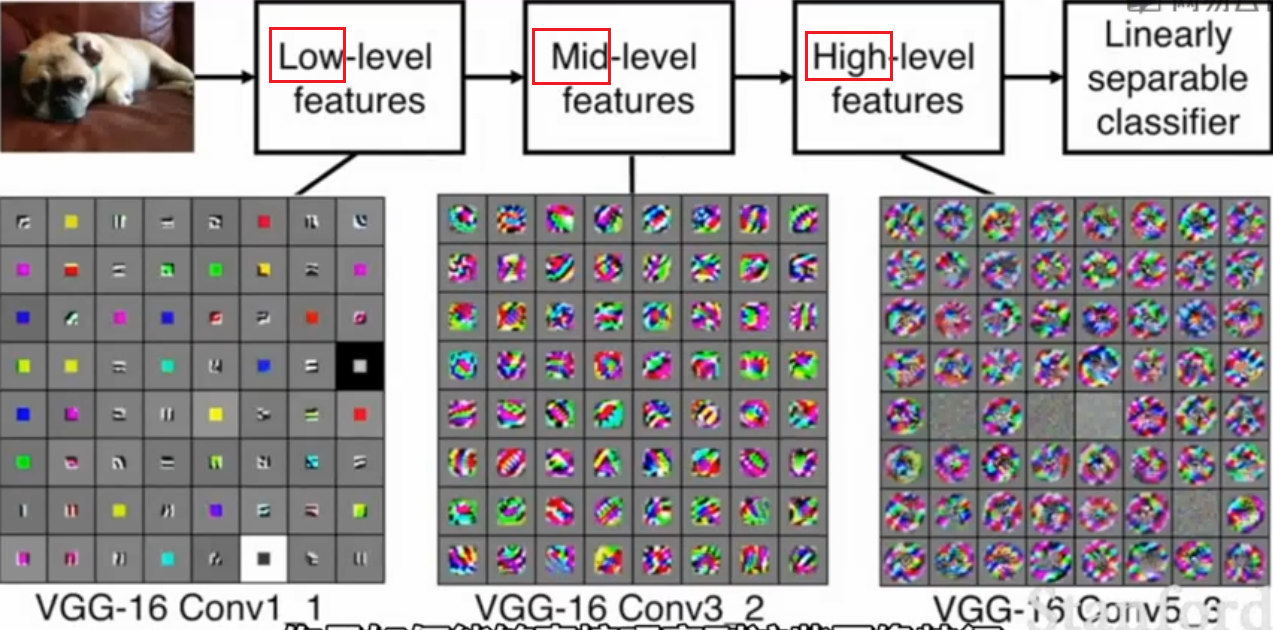 Low-level
features
Mid-level
features
High-level
features
Linearly
separable
classifier
VGG-16 Conv1_1
VGG-16 Conv3_2
VGG-16 Conv5_3
Stanford